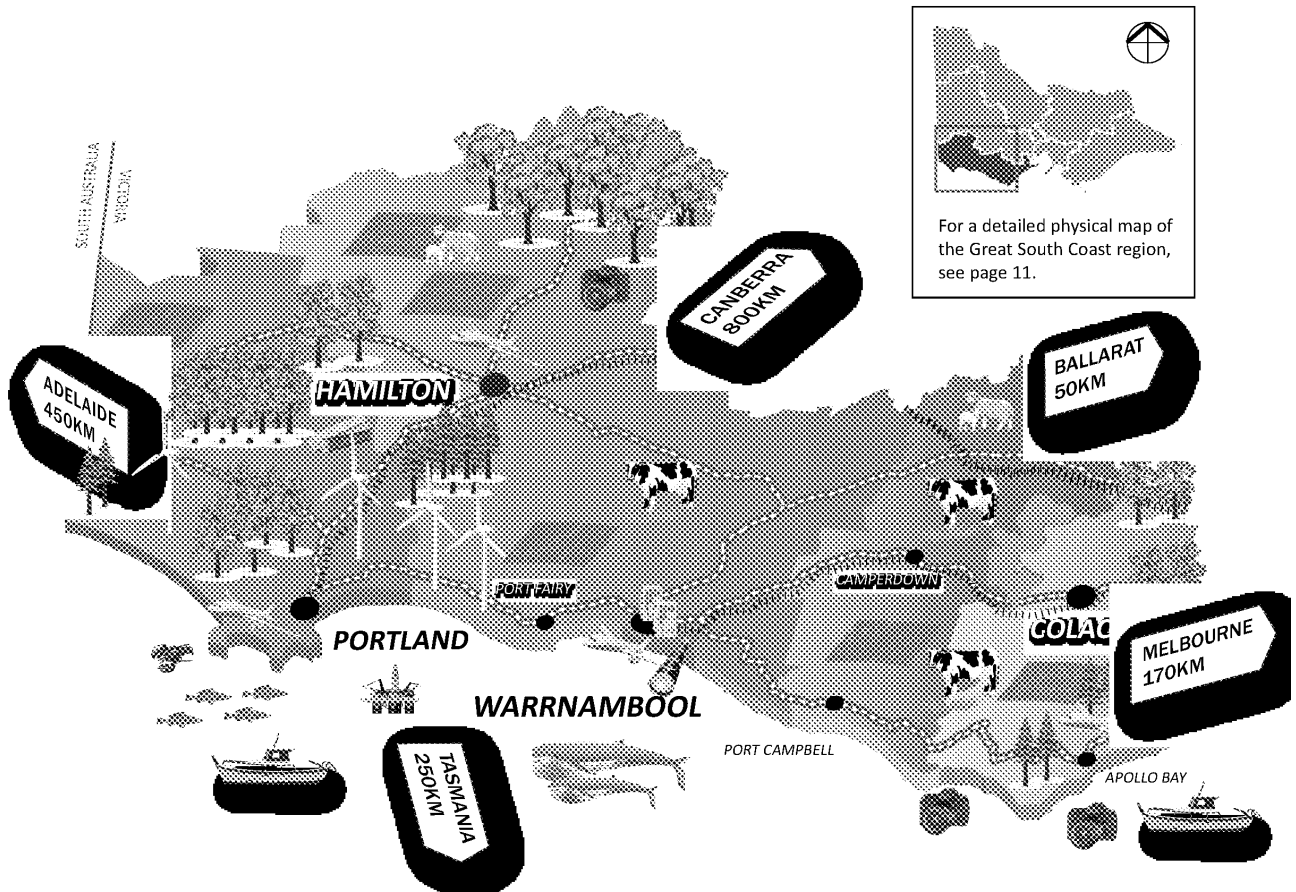 SOUTH AUSTRALIA
VICTORIA
For a detailed physical map of
the Great South Coast region,
see page 11.
CANBERRA
800KM
BALLARAT
50KM
ADELAIDE
450KM
HAMILTON
PORT FAIRY
CAMPERDOWN
COLAC
PORTLAND
MELBOURNE
170KM
WARRNAMBOOL
PORT CAMPBELL
TASMANIA
250KM
APOLLO BAY